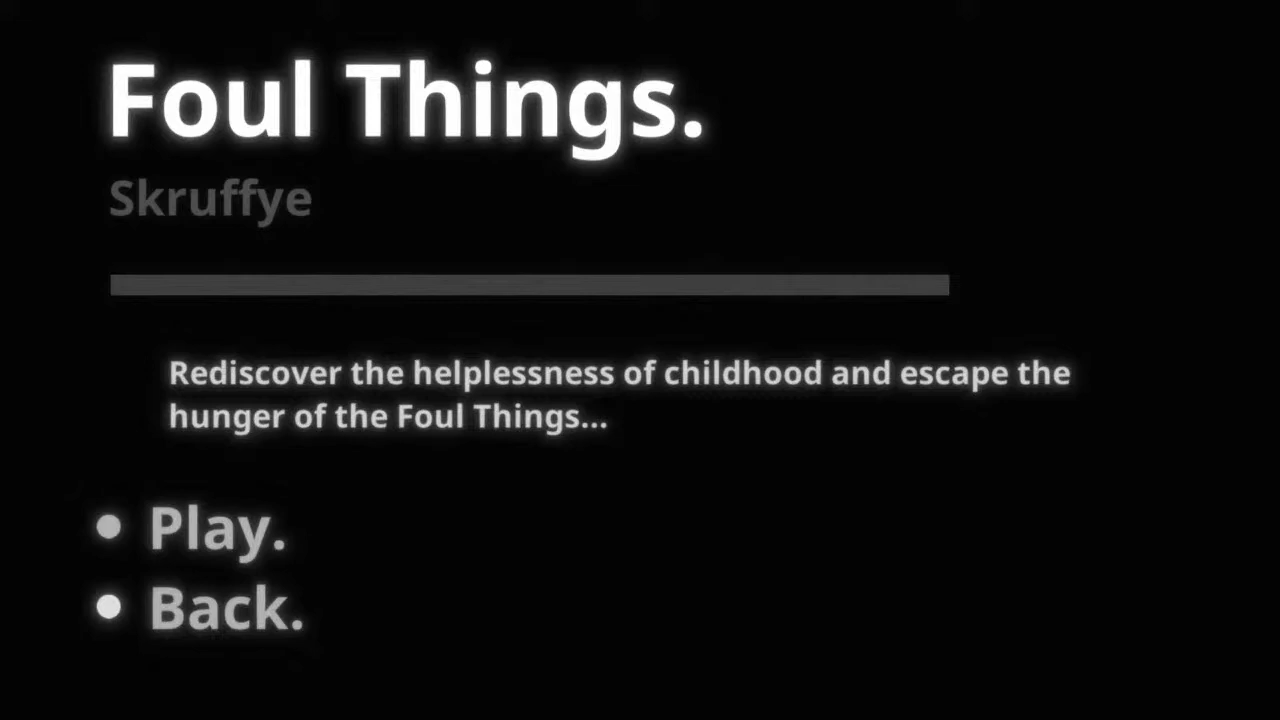 Foul Things.
Skruffye
Rediscover the helplessness of childhood and escape the
hunger of the Foul Things...
• Play.
• Back.